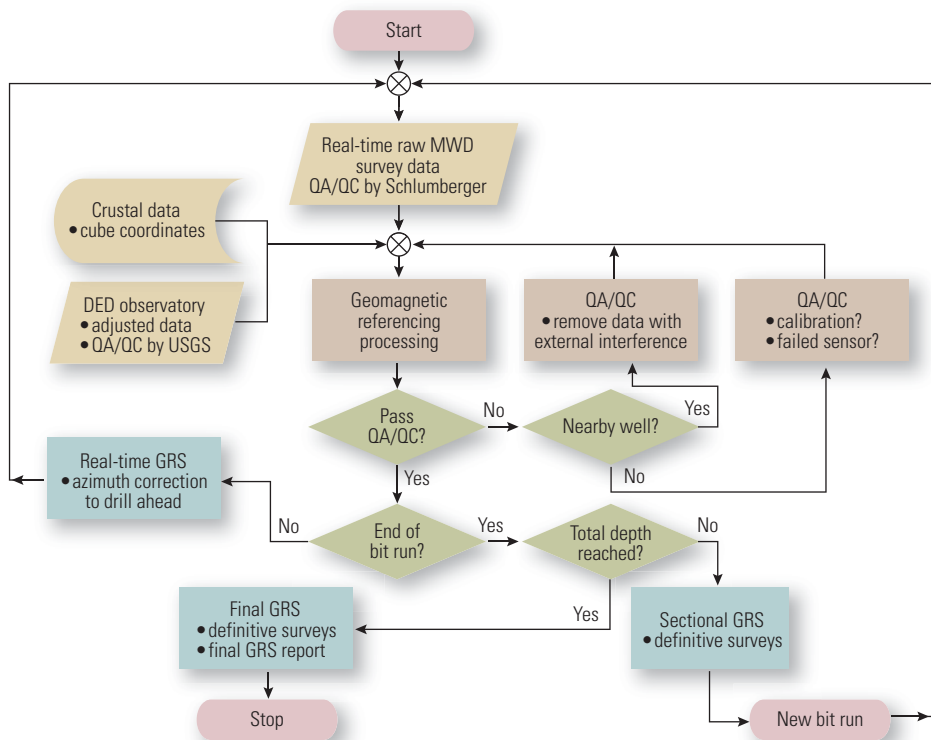 Start
Real-time raw MWD
survey data
QA/QC by Schlumberger
Crustal data
• cube coordinates
DED observatory
• adjusted data
• QA/QC by USGS
Geomagnetic
referencing
processing
QA/QC
• remove data with
external interference
QA/QC
• calibration?
• failed sensor?
Pass
QA/QC?
No
Nearby well?
Yes
No
Yes
Real-time GRS
• azimuth correction
to drill ahead
No
End of
bit run?
Yes
Total depth
reached?
No
Yes
Final GRS
• definitive surveys
• final GRS report
Sectional GRS
• definitive surveys
Stop
New bit run